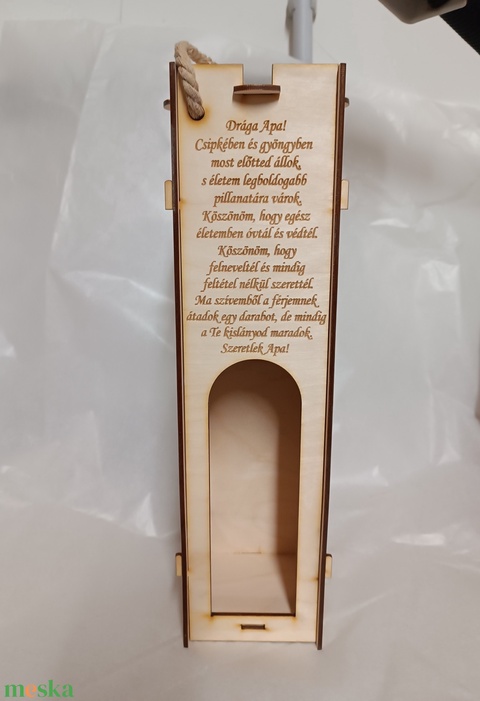 Drága Apa!
Csipkében és gyöngyben
most előtted állok,
s életem legboldogabb
pillanatára várok.
Köszönöm, hogy egész
életemben óvtál és védtél.
Köszönöm, hogy
felneveltél és mindig
feltétel nélkül szerettél.
Ma szívemből a férjemnek
átadok egy darabot, de mindig
a Te kislányod maradok.
Szeretlek Apa!
meska